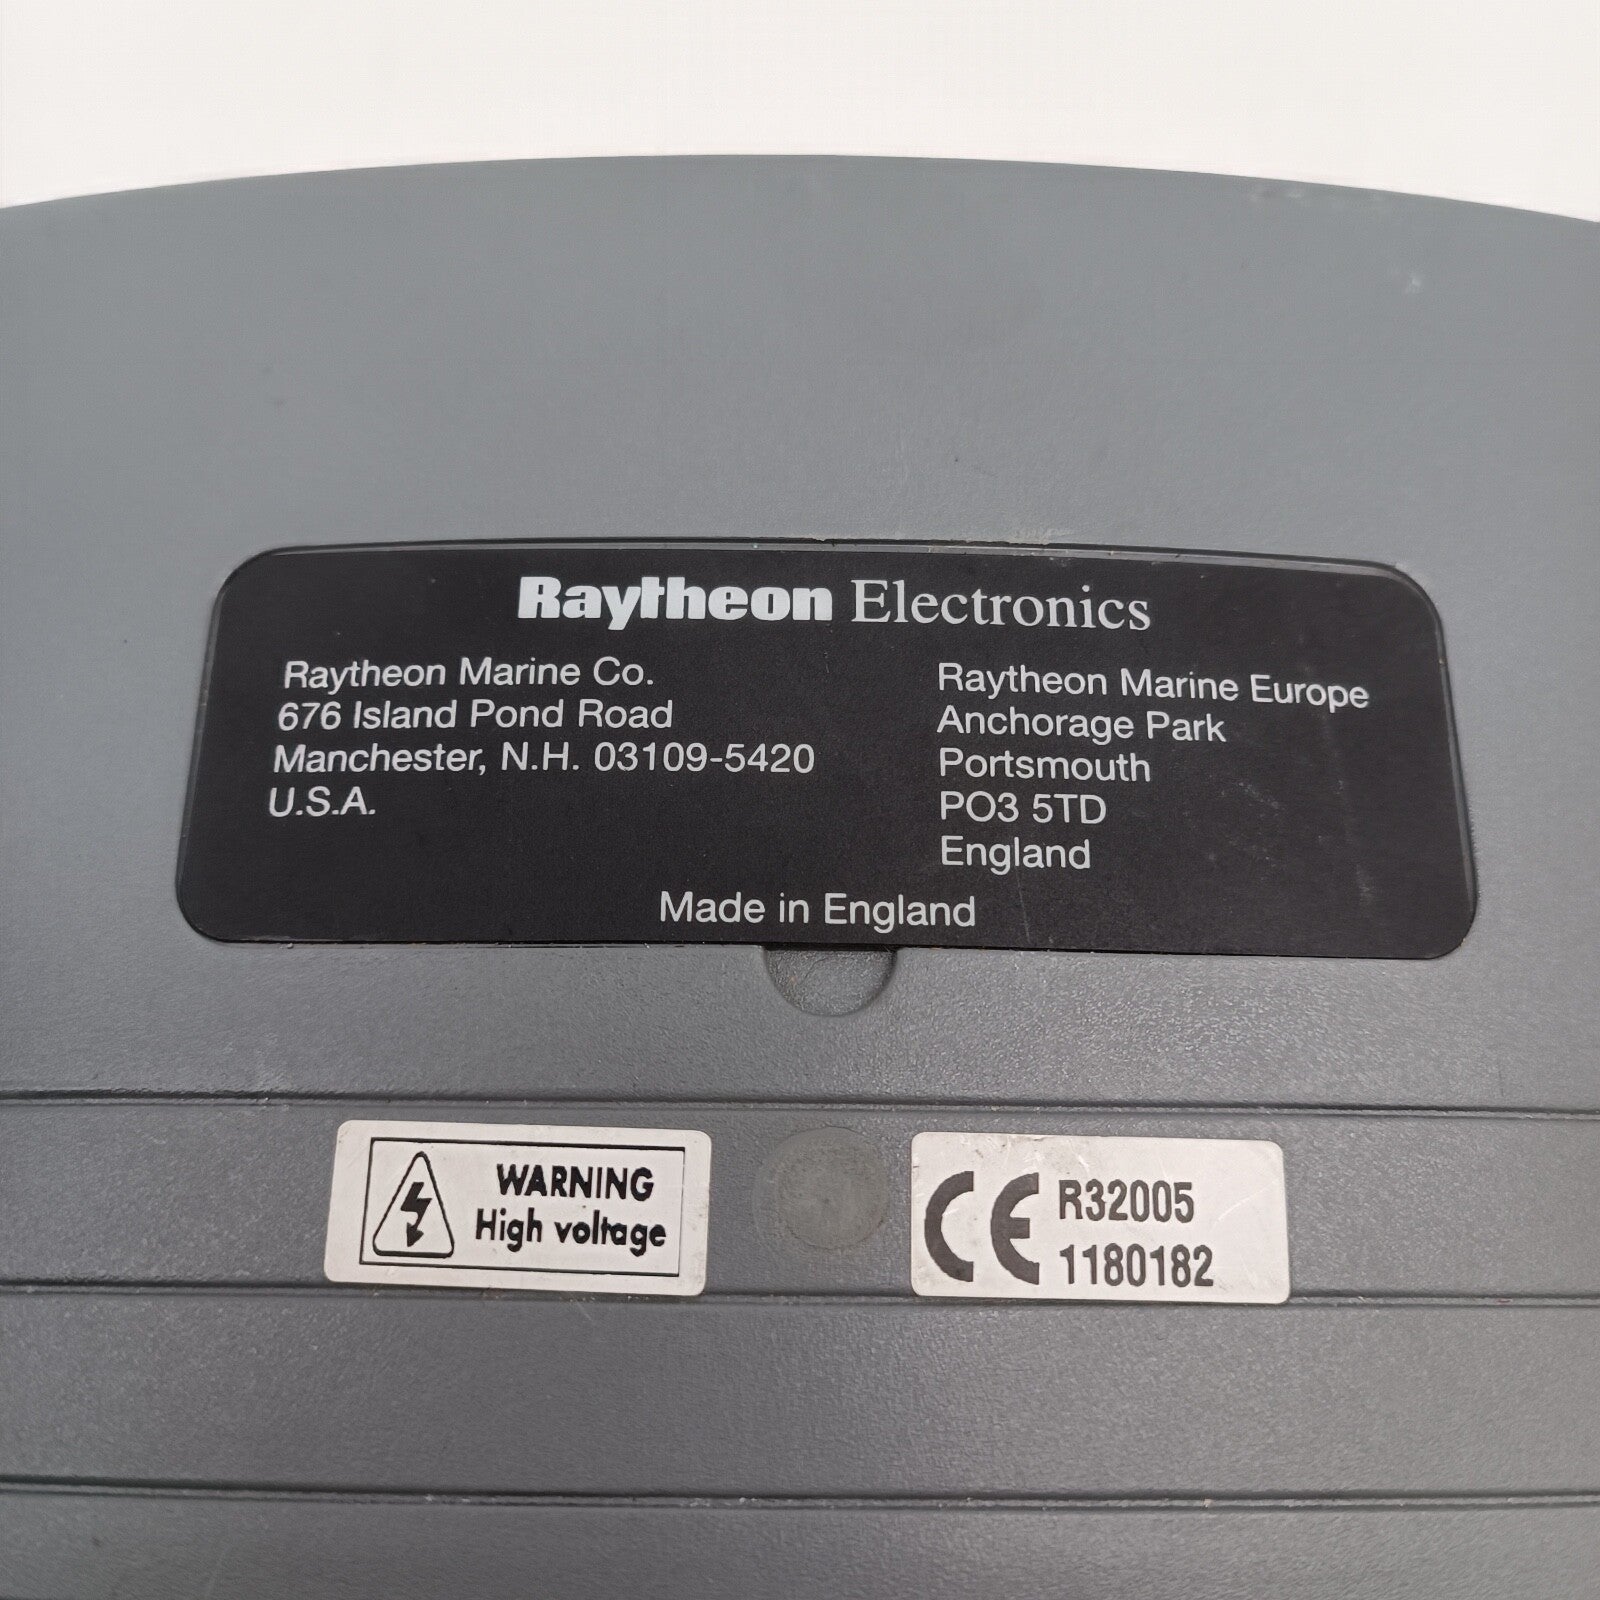 Raytheon Electronics
Raytheon Marine Co.
676 Island Pond Road
Manchester, N.H. 03109-5420
U.S.A.
Raytheon Marine Europe
Anchorage Park
Portsmouth
PO3 5TD
England
Made in England
WARNING
High voltage
CE R32005
1180182